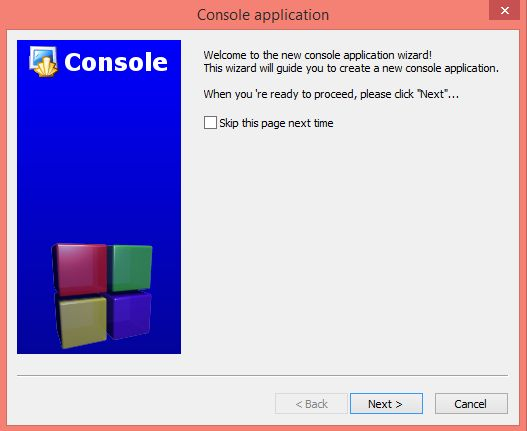 Console application
Console
Welcome to the new console application wizard!
This wizard will guide you to create a new console application.
When you 're ready to proceed, please click "Next"...
Skip this page next time
< Back
Next >
Cancel